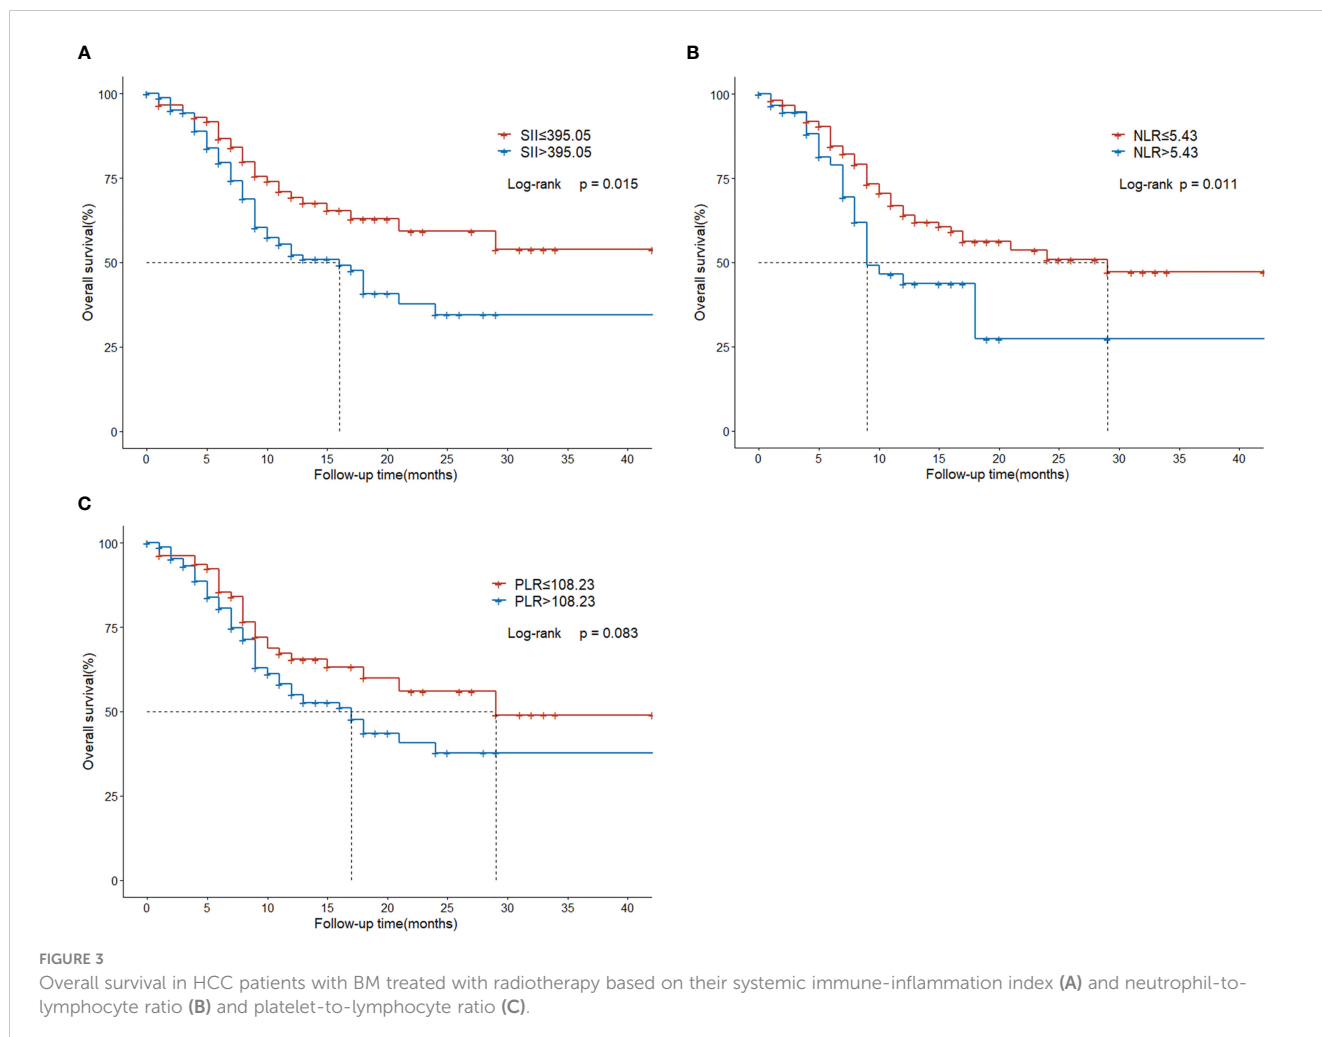 A
100
75
50
25
0
Overall survival(%)
SII≤395.05
SII>395.05
Log-rank p = 0.015
0 5 10 15 20 25 30 35 40
Follow-up time(months)
B
100
75
50
25
0
Overall survival(%)
NLR≤5.43
NLR>5.43
Log-rank p = 0.011
0 5 10 15 20 25 30 35 40
Follow-up time(months)
C
100
75
50
25
0
Overall survival(%)
PLR≤108.23
PLR>108.23
Log-rank p = 0.083
0 5 10 15 20 25 30 35 40
Follow-up time(months)
FIGURE 3
Overall survival in HCC patients with BM treated with radiotherapy based on their systemic immune-inflammation index (A) and neutrophil-to-
lymphocyte ratio (B) and platelet-to-lymphocyte ratio (C).